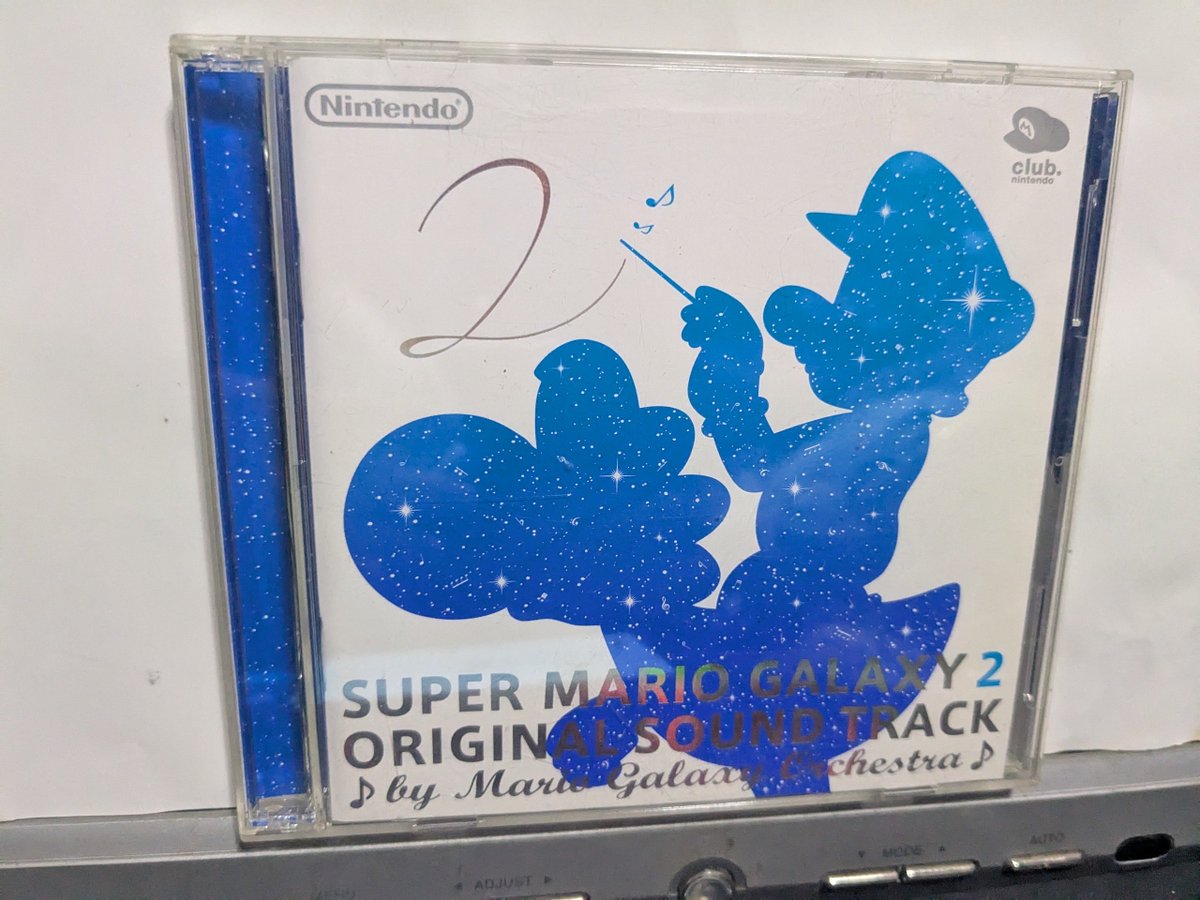 Nintendo®
M
club.
nintendo
2
SUPER MARIO GALAXY 2
ORIGINAL SOUND TRACK
♪ by Mario Galaxy Orchestra ♪
◄ ADJUST ►
▼ MODE ▲
AUTO